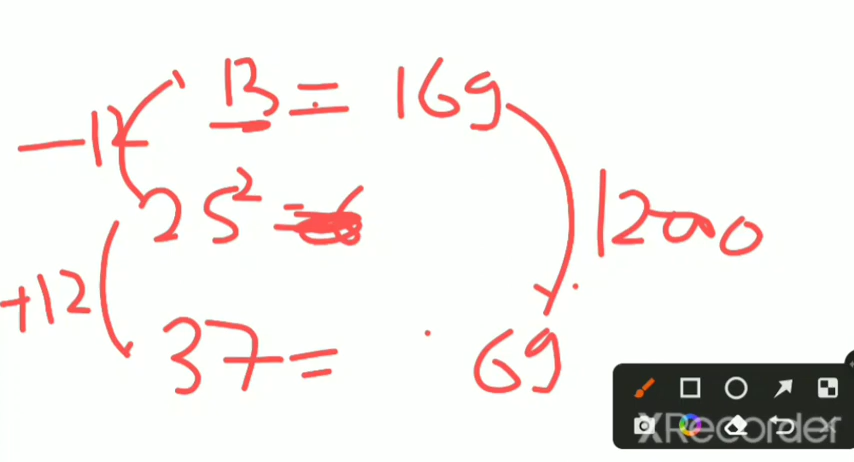 13 = 169
-12
25² =
1200
+12
37 = 69
XRecorder